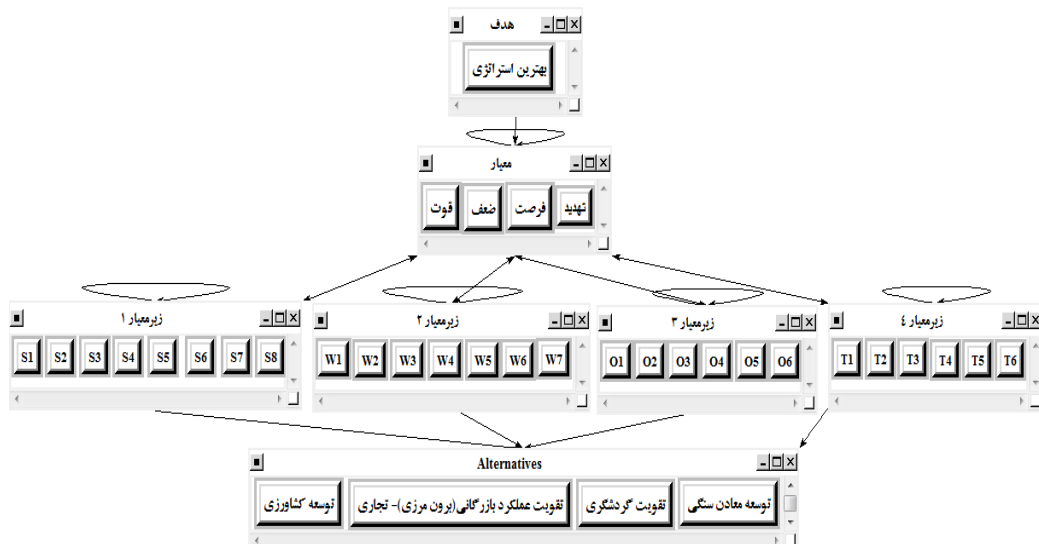 هدف
بهترین استراتژی
معیار
قوت ضعف فرصت تهدید
زیرمعیار ۱
S1 S2 S3 S4 S5 S6 S7 S8
زیرمعیار ۲
W1 W2 W3 W4 W5 W6 W7
زیرمعیار ۳
O1 O2 O3 O4 O5 O6
زیرمعیار ٤
T1 T2 T3 T4 T5 T6
Alternatives
توسعه کشاورزی
تقویت عملکرد بازرگانی(برون مرزی)- تجاری
تقویت گردشگری
توسعه معادن سنگی